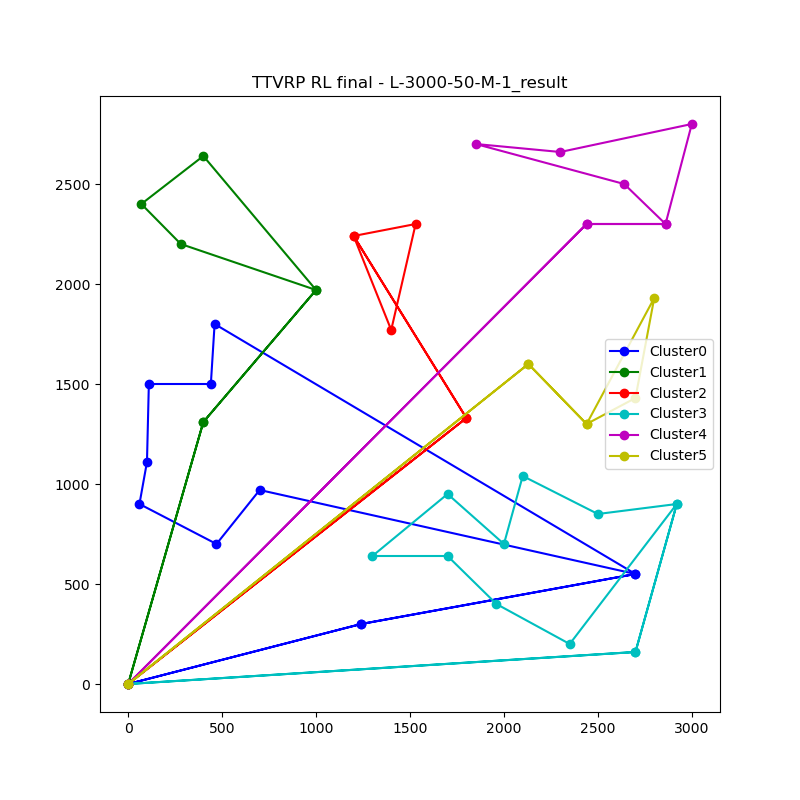 TTVRP RL final - L-3000-50-M-1_result
2500
2000
1500
1000
500
0
Cluster0
Cluster1
Cluster2
Cluster3
Cluster4
Cluster5
0 500 1000 1500 2000 2500 3000